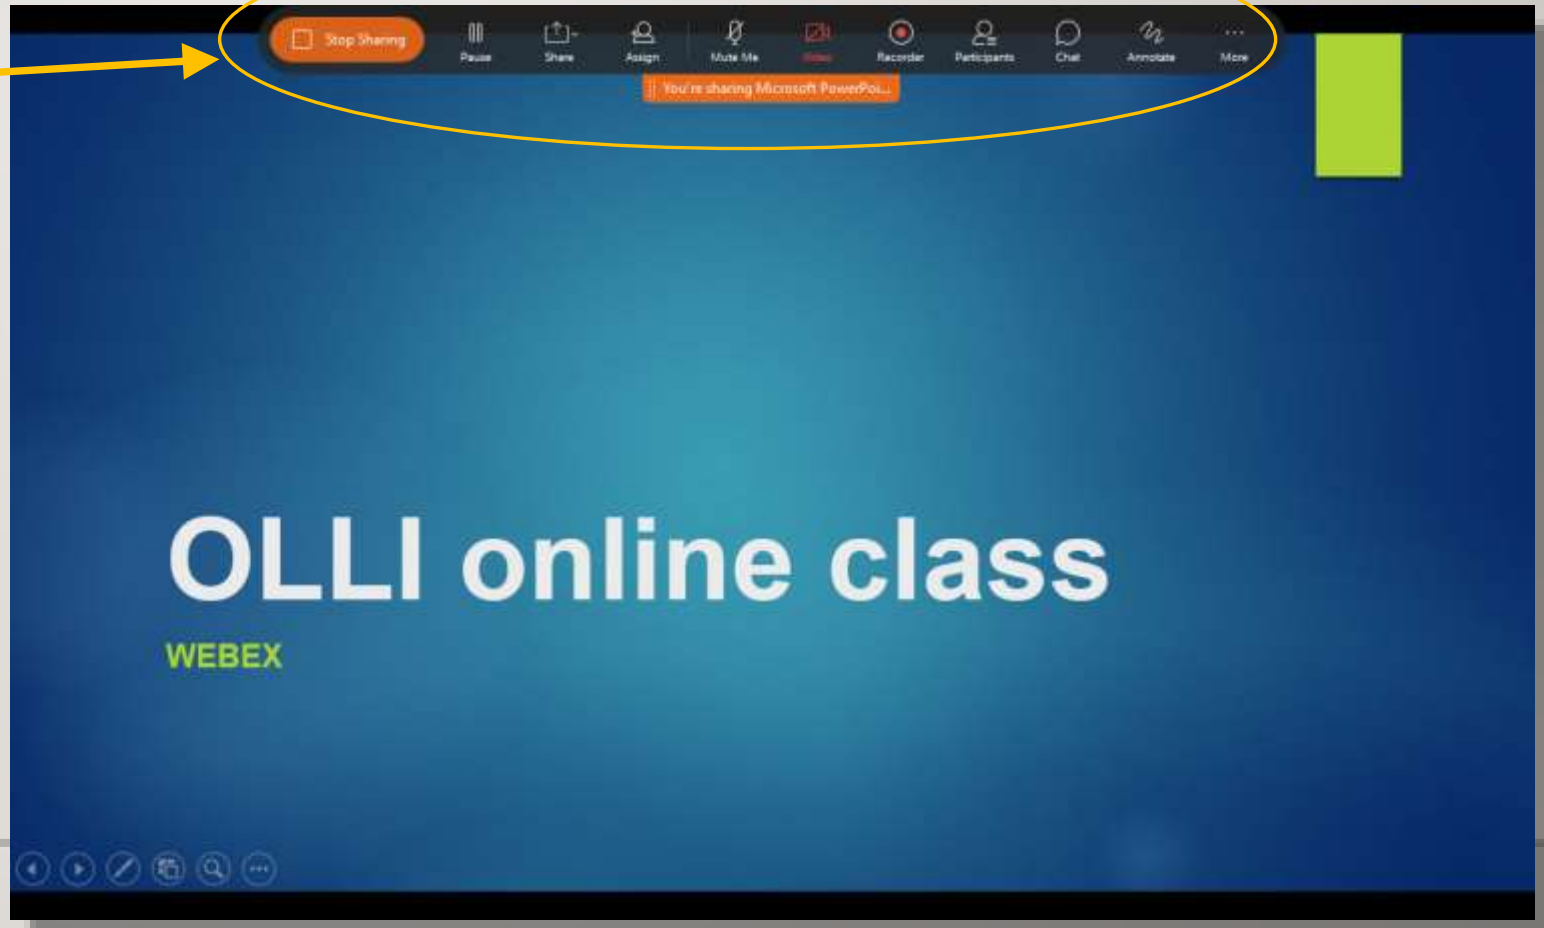 Stop Sharing
Pause
Share
Assign
Mute Me
Video
Recorder
Participants
Chat
Annotate
More
You're sharing Microsoft PowerPoi...
OLLI online class
WEBEX